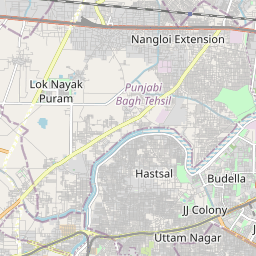 Nangloi Extension
Lok Nayak
Puram
Punjabi
Bagh Tehsil
Hastsal
Budella
JJ Colony
Uttam Nagar
J